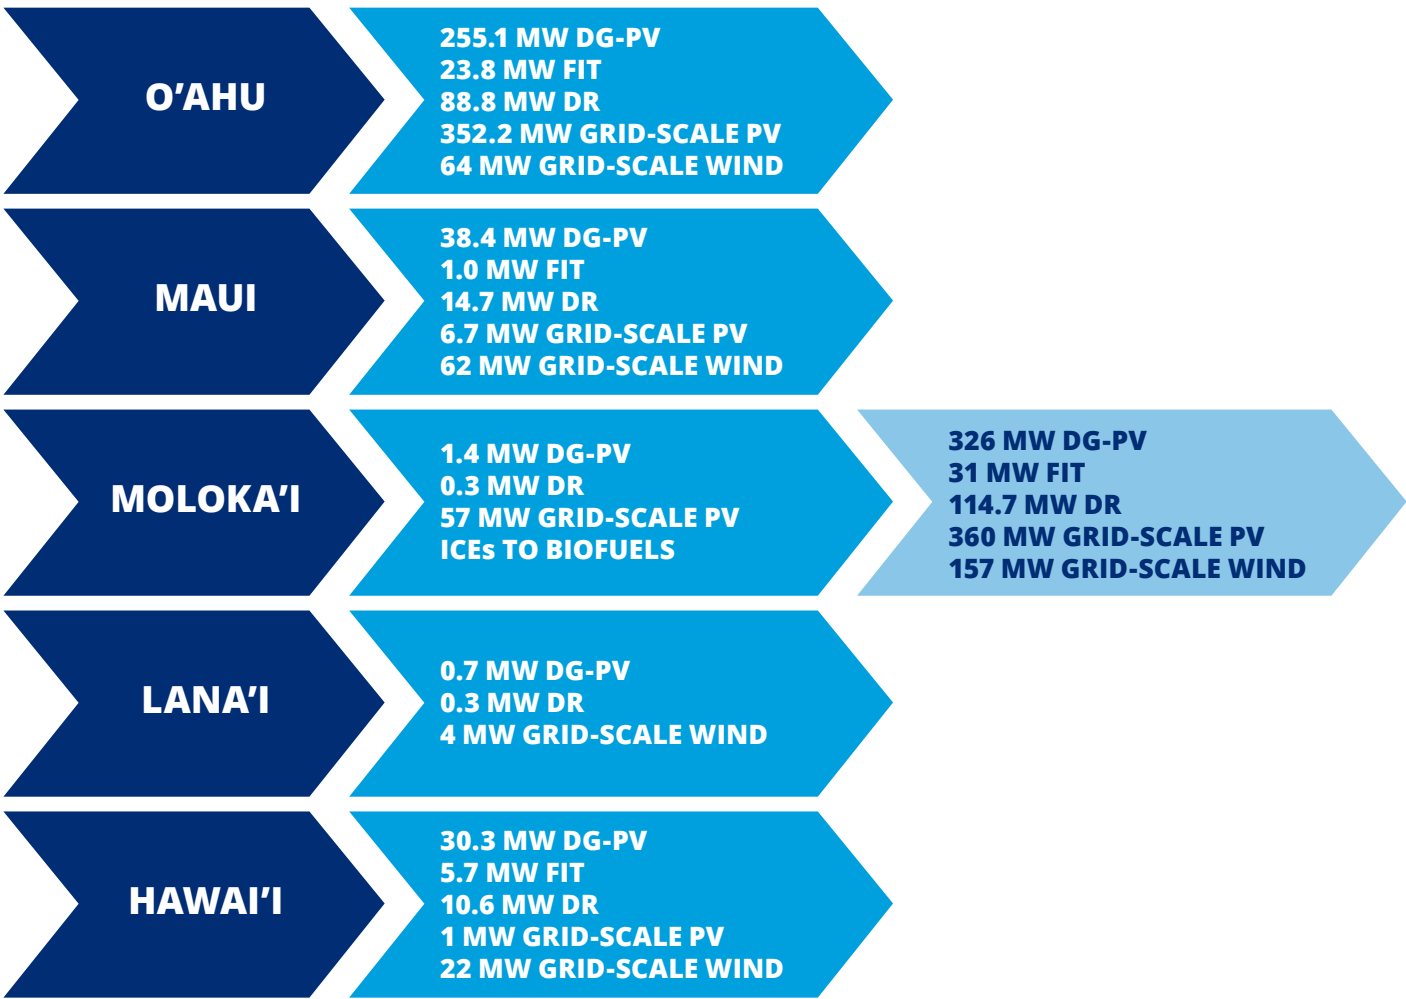 O’AHU
255.1 MW DG-PV
23.8 MW FIT
88.8 MW DR
352.2 MW GRID-SCALE PV
64 MW GRID-SCALE WIND
MAUI
38.4 MW DG-PV
1.0 MW FIT
14.7 MW DR
6.7 MW GRID-SCALE PV
62 MW GRID-SCALE WIND
MOLOKA’I
1.4 MW DG-PV
0.3 MW DR
57 MW GRID-SCALE PV
ICEs TO BIOFUELS
326 MW DG-PV
31 MW FIT
114.7 MW DR
360 MW GRID-SCALE PV
157 MW GRID-SCALE WIND
LANA’I
0.7 MW DG-PV
0.3 MW DR
4 MW GRID-SCALE WIND
HAWAI’I
30.3 MW DG-PV
5.7 MW FIT
10.6 MW DR
1 MW GRID-SCALE PV
22 MW GRID-SCALE WIND